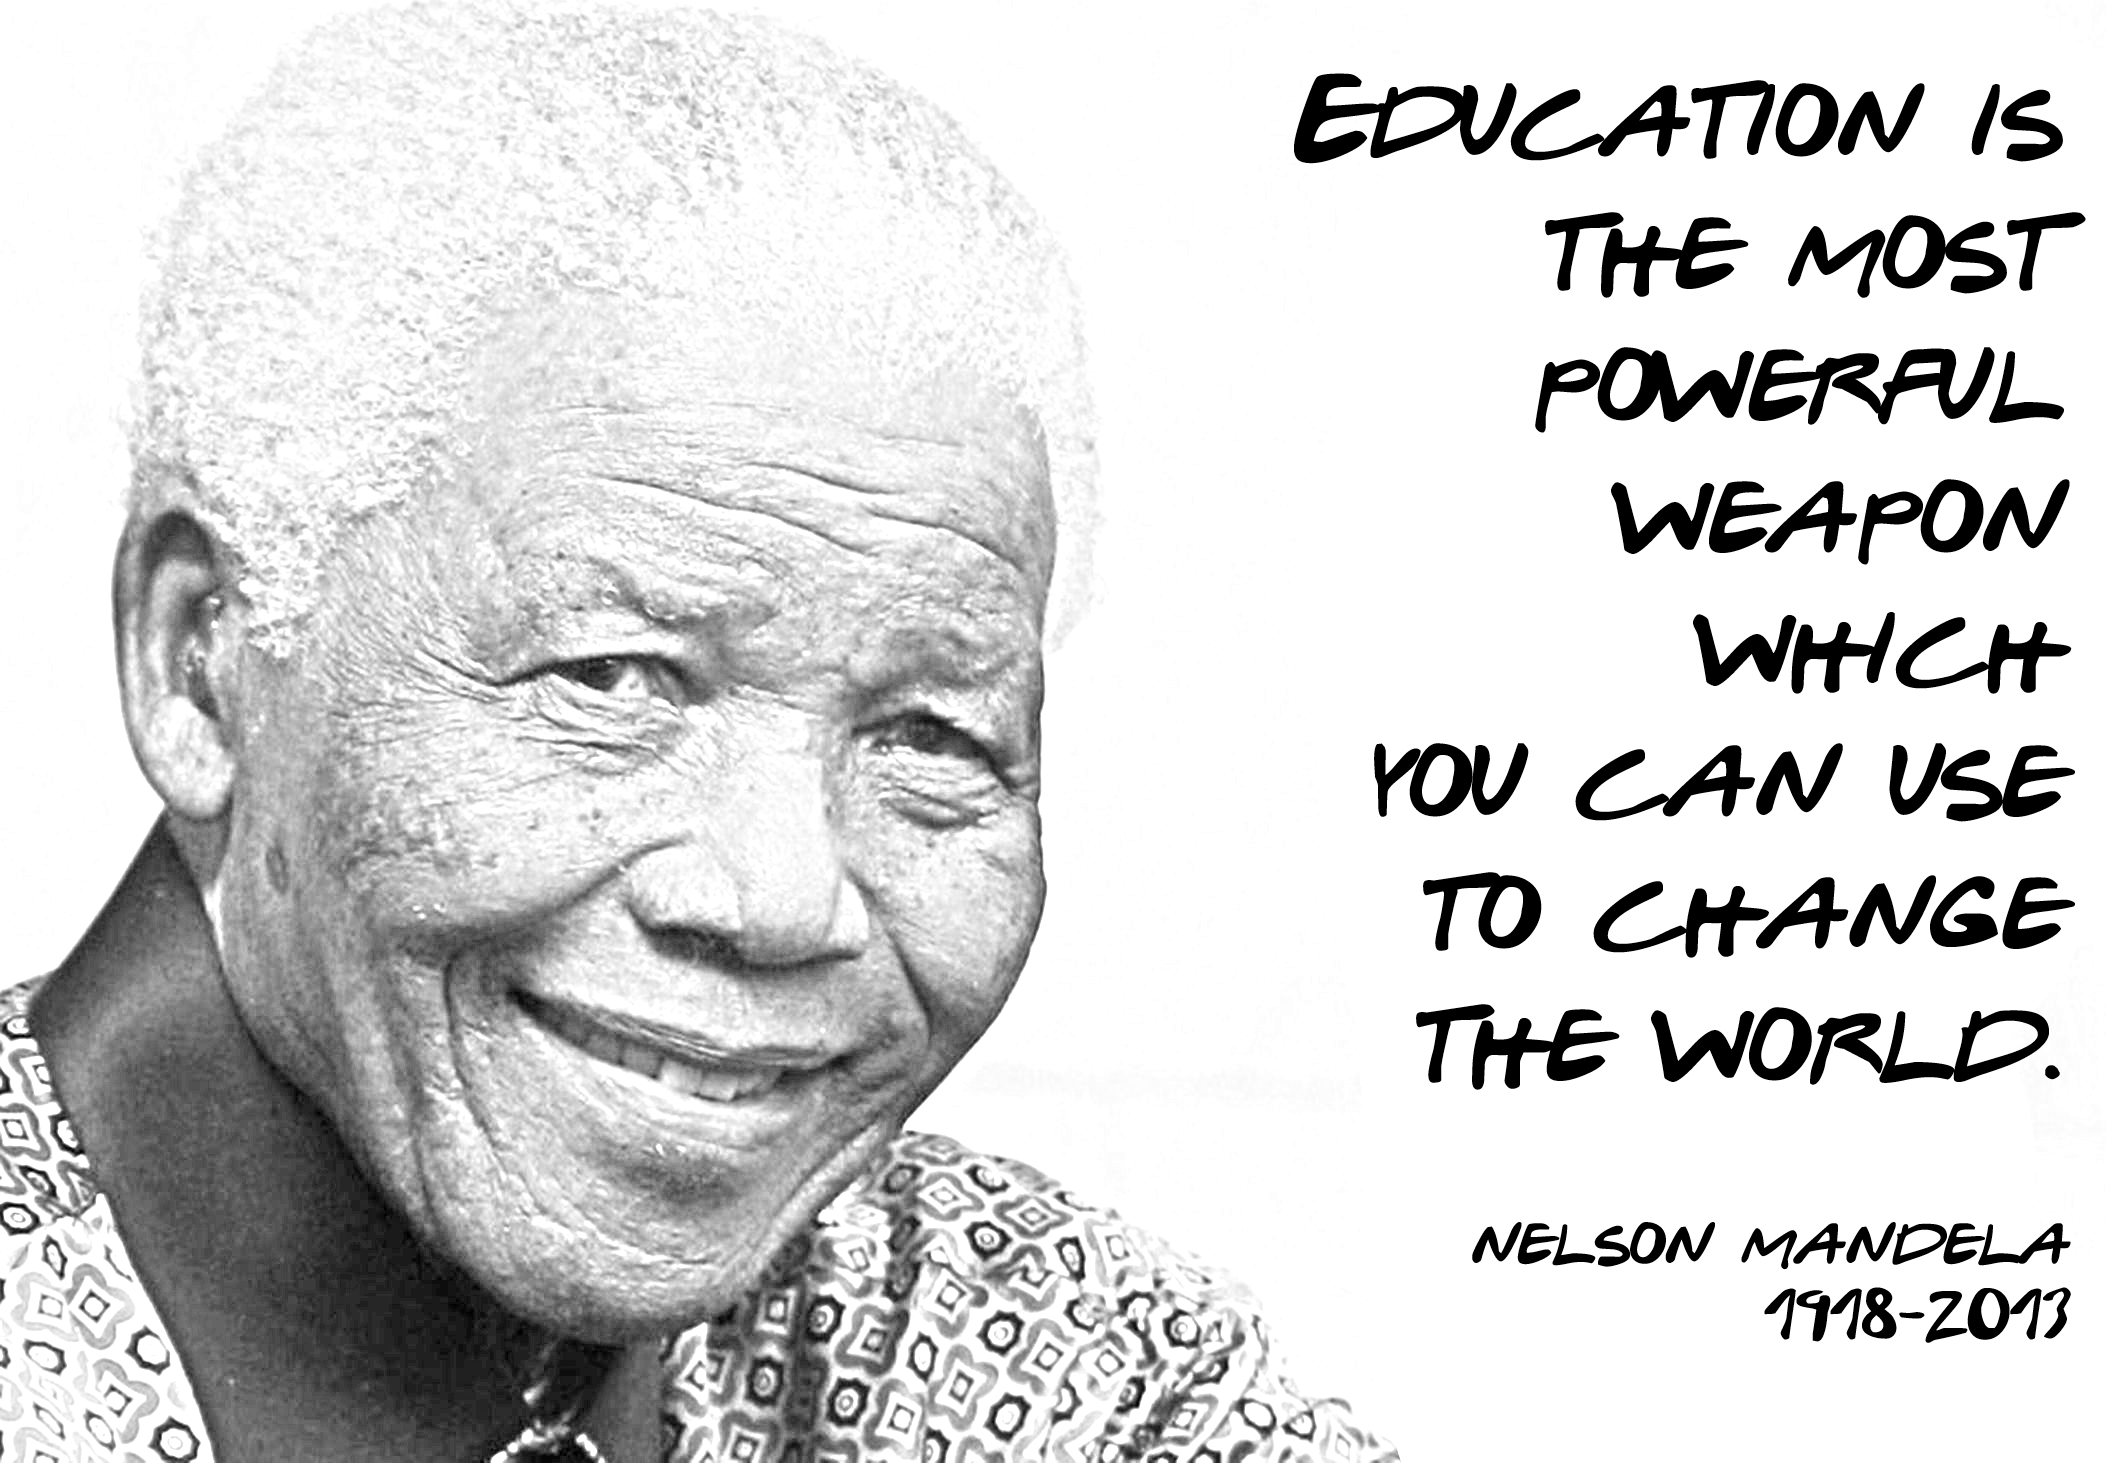 EDUCATION IS
THE MOST
POWERFUL
WEAPON
WHICH
YOU CAN USE
TO CHANGE
THE WORLD.
NELSON MANDELA
1918-2013